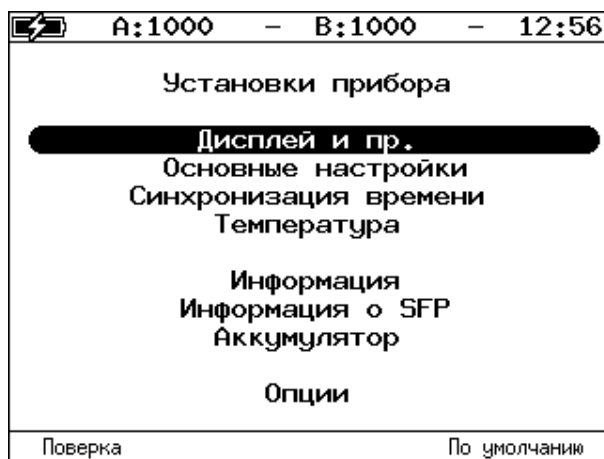 A:1000 – B:1000 – 12:56
Установки прибора
Дисплей и пр.
Основные настройки
Синхронизация времени
Температура
Информация
Информация о SFP
Аккумулятор
Опции
Поверка По умолчанию